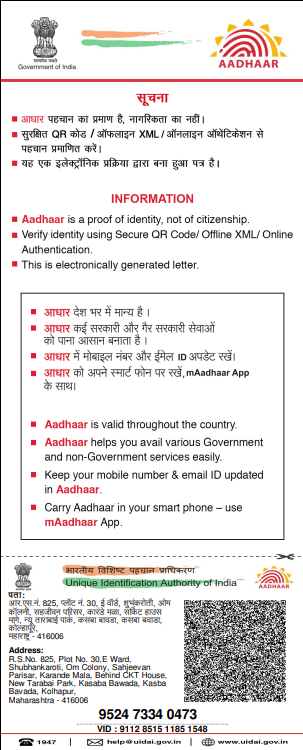 सत्यमेव जयते
Government of India
AADHAAR
सूचना
आधार पहचान का प्रमाण है, नागरिकता का नहीं।
सुरक्षित QR कोड / ऑफलाइन XML / ऑनलाइन ऑथेंटिकेशन से
पहचान प्रमाणित करें।
यह एक इलेक्ट्रॉनिक प्रक्रिया द्वारा बना हुआ पत्र है।
INFORMATION
Aadhaar is a proof of identity, not of citizenship.
Verify identity using Secure QR Code/ Offline XML/ Online
Authentication.
This is electronically generated letter.
आधार देश भर में मान्य है ।
आधार कई सरकारी और गैर सरकारी सेवाओं
को पाना आसान बनाता है ।
आधार में मोबाइल नंबर और ईमेल ID अपडेट रखें।
आधार को अपने स्मार्ट फोन पर रखें, mAadhaar App
के साथ।
Aadhaar is valid throughout the country.
Aadhaar helps you avail various Government
and non-Government services easily.
Keep your mobile number & email ID updated
in Aadhaar.
Carry Aadhaar in your smart phone – use
mAadhaar App.
भारतीय विशिष्ट पहचान प्राधिकरण
Unique Identification Authority of India
AADHAAR
पता:
आर.एस.नं. 825, प्लॉट नं. 30, ई वॉर्ड, शुभंकरोती, ओम
कॉलनी, सहजीवन परिसर, कारंडे मळा, सर्किट हाउस
मागे, न्यू ताराबाई पार्क, कसबा बावडा, कसबा बवाडा,
कोल्हापूर,
महाराष्ट्र - 416006
Address:
R.S.No. 825, Plot No. 30,E Ward,
Shubhankaroti, Om Colony, Sahjeevan
Parisar, Karande Mala, Behind CKT House,
New Tarabai Park, Kasaba Bawada, Kasba
Bavada, Kolhapur,
Maharashtra - 416006
9524 7334 0473
VID : 9112 8515 1185 1548
1947
help@uidai.gov.in
www.uidai.gov.in